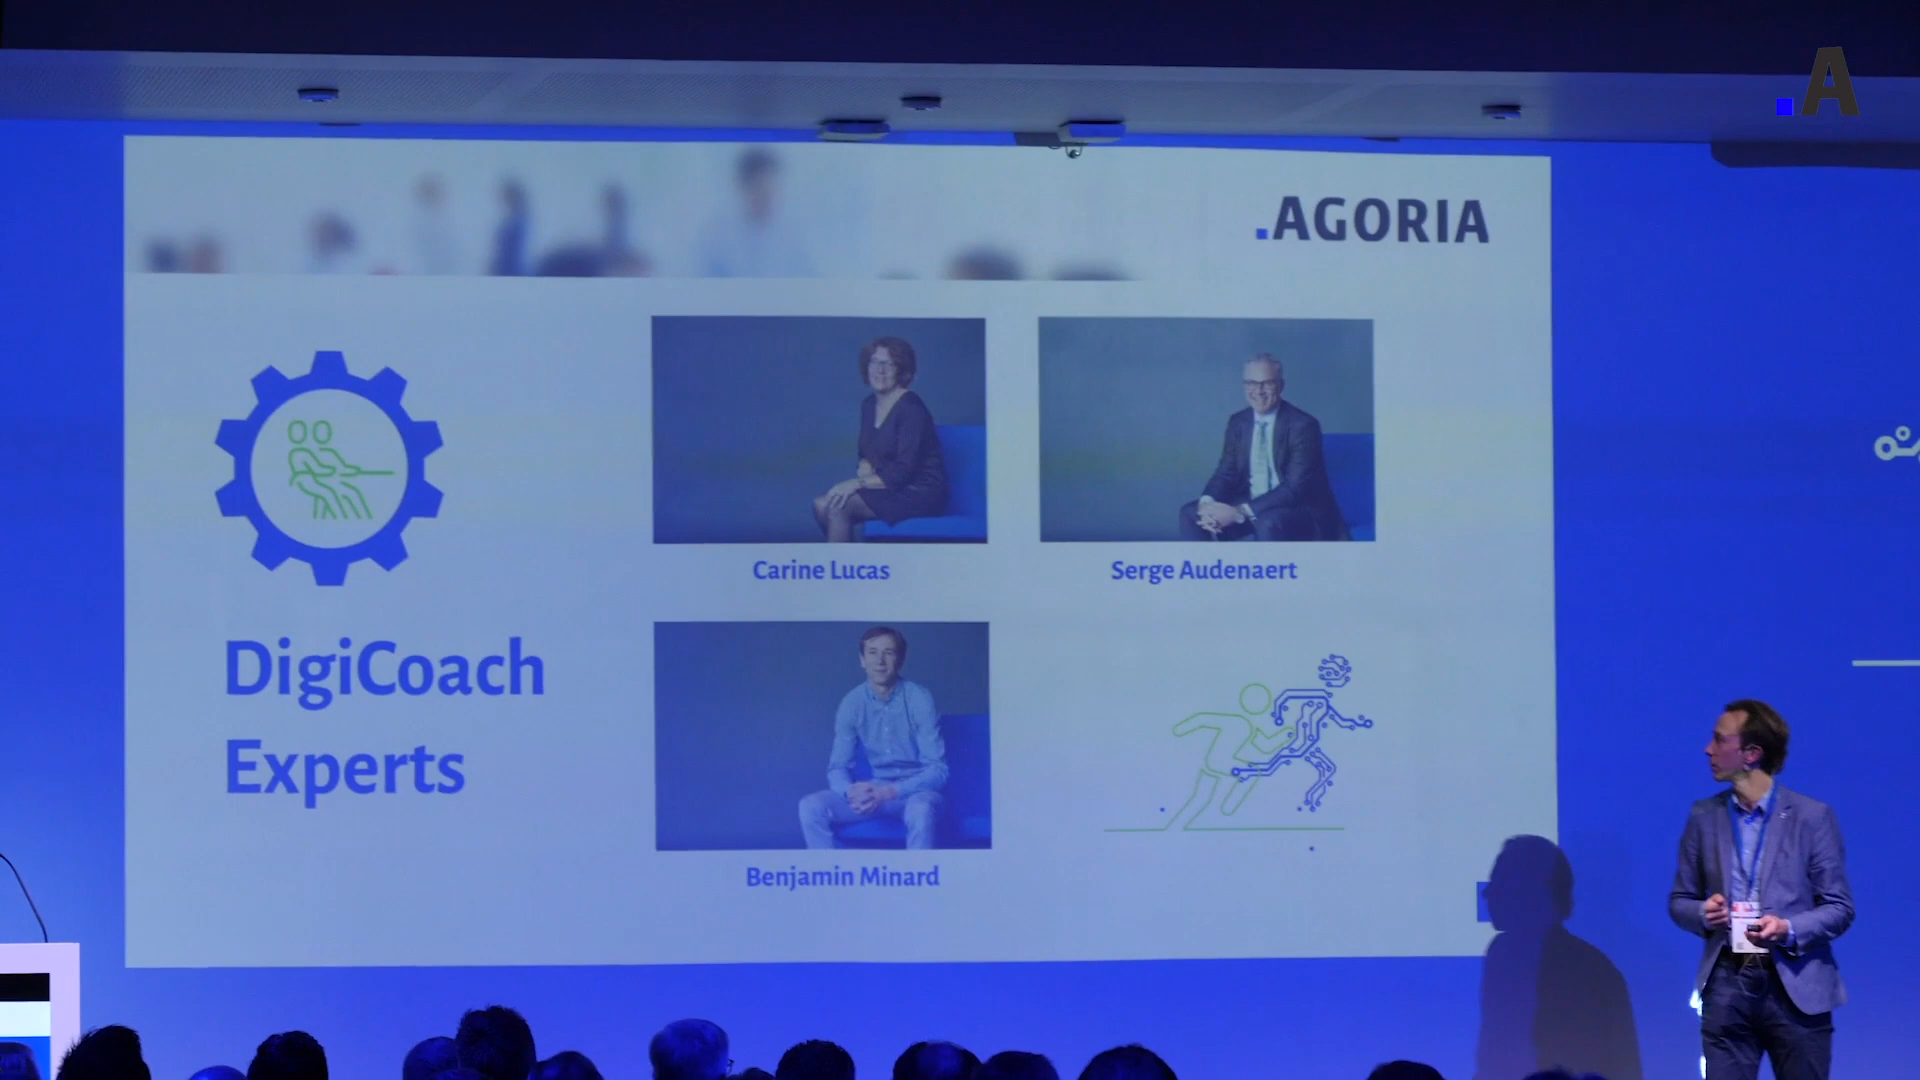 .A
.AGORIA
DigiCoach
Experts
Carine Lucas
Serge Audenaert
Benjamin Minard